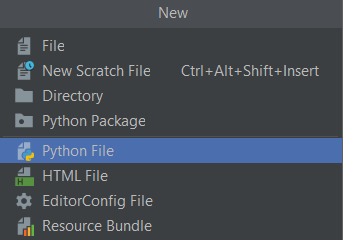 New
File
New Scratch File Ctrl+Alt+Shift+Insert
Directory
Python Package
Python File
HTML File
EditorConfig File
Resource Bundle